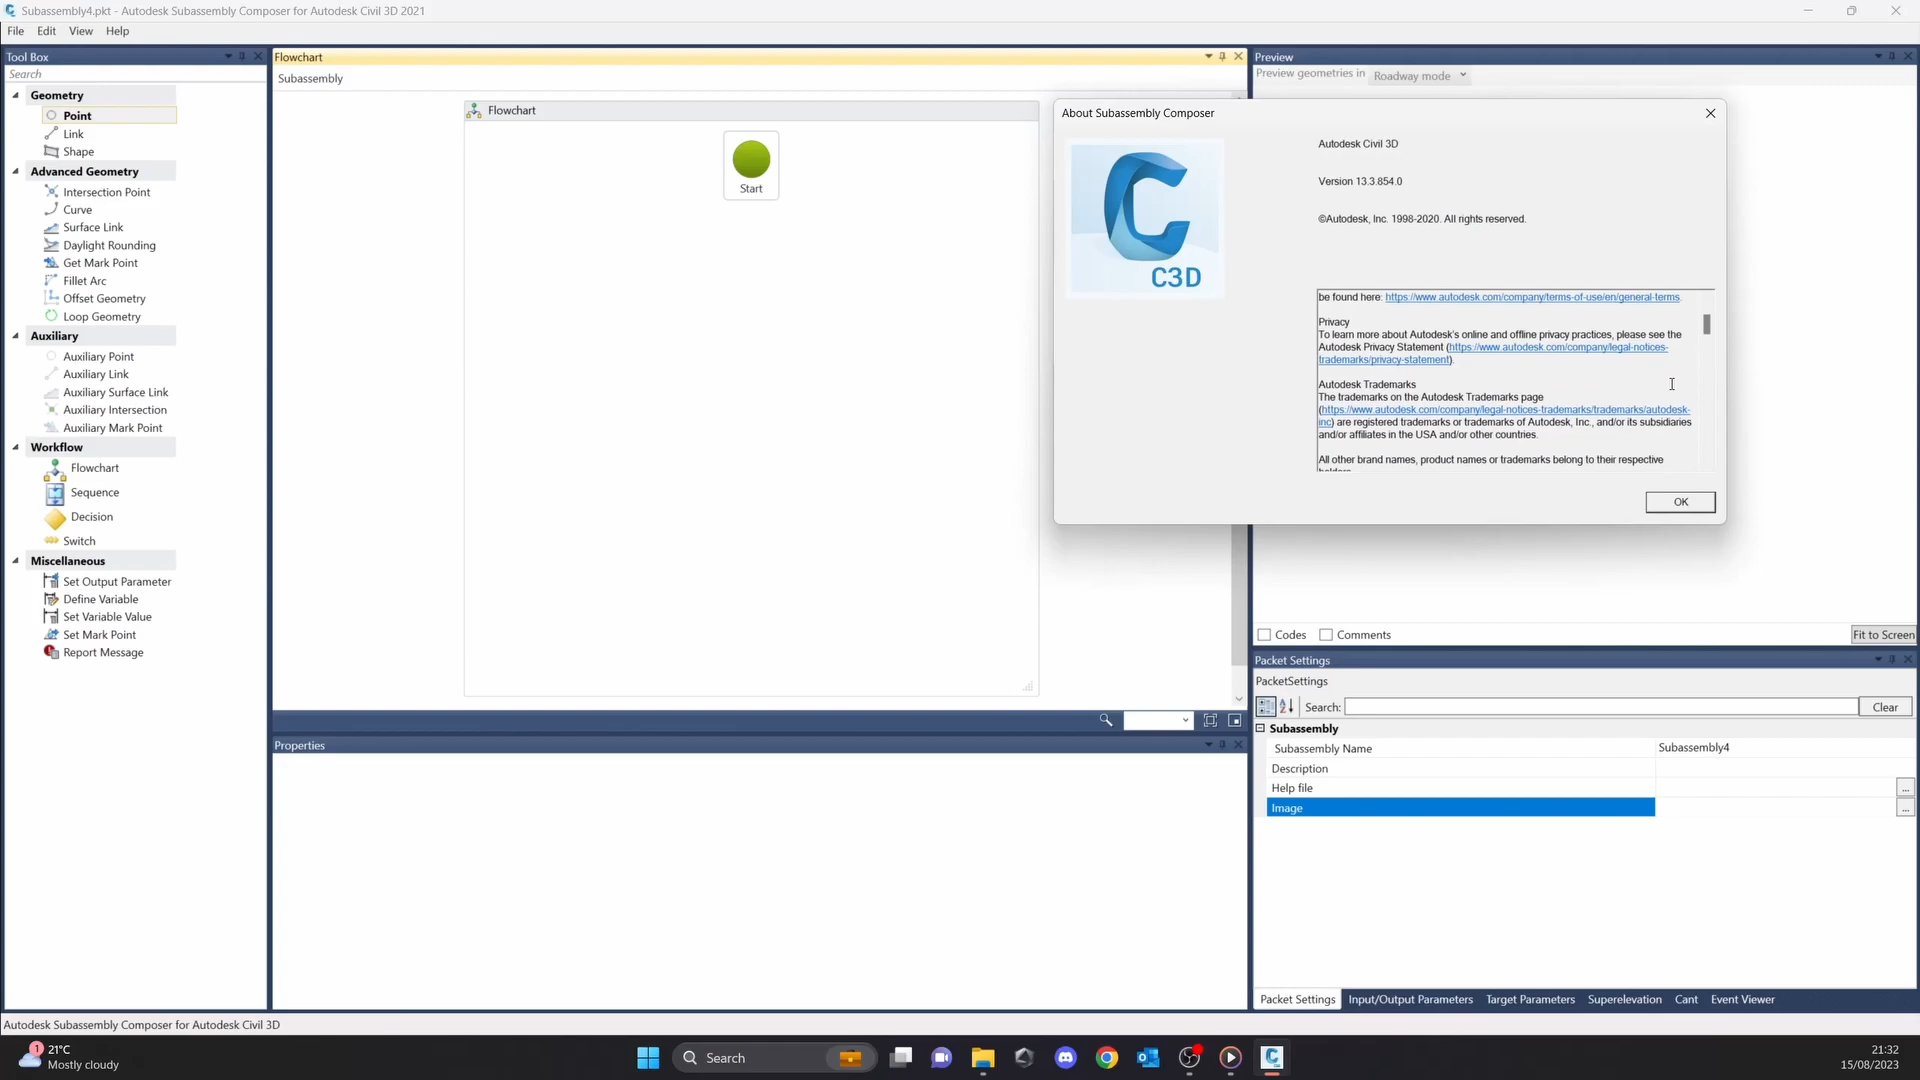 Subassembly4.pkt - Autodesk Subassembly Composer for Autodesk Civil 3D 2021
File Edit View Help
Tool Box
Search
Geometry
Point
Link
Shape
Advanced Geometry
Intersection Point
Curve
Surface Link
Daylight Rounding
Get Mark Point
Fillet Arc
Offset Geometry
Loop Geometry
Auxiliary
Auxiliary Point
Auxiliary Link
Auxiliary Surface Link
Auxiliary Intersection
Auxiliary Mark Point
Workflow
Flowchart
Sequence
Decision
Switch
Miscellaneous
Set Output Parameter
Define Variable
Set Variable Value
Set Mark Point
Report Message
Flowchart
Subassembly
Flowchart
Start
Properties
Preview
Preview geometries in Roadway mode
About Subassembly Composer
C3D
Autodesk Civil 3D
Version 13.3.854.0
©Autodesk, Inc. 1998-2020. All rights reserved.
be found here: https://www.autodesk.com/company/terms-of-use/en/general-terms.
Privacy
To learn more about Autodesk's online and offline privacy practices, please see the
Autodesk Privacy Statement (https://www.autodesk.com/company/legal-notices-
trademarks/privacy-statement).
Autodesk Trademarks
The trademarks on the Autodesk Trademarks page
(https://www.autodesk.com/company/legal-notices-trademarks/trademarks/autodesk-
inc) are registered trademarks or trademarks of Autodesk, Inc., and/or its subsidiaries
and/or affiliates in the USA and/or other countries.
All other brand names, product names or trademarks belong to their respective
OK
Codes Comments Fit to Screen
Packet Settings
PacketSettings
Search: Clear
Subassembly
Subassembly Name Subassembly4
Description
Help file ...
Image ...
Packet Settings Input/Output Parameters Target Parameters Superelevation Cant Event Viewer
Autodesk Subassembly Composer for Autodesk Civil 3D
1
21°C
Mostly cloudy
Search
21:32
15/08/2023